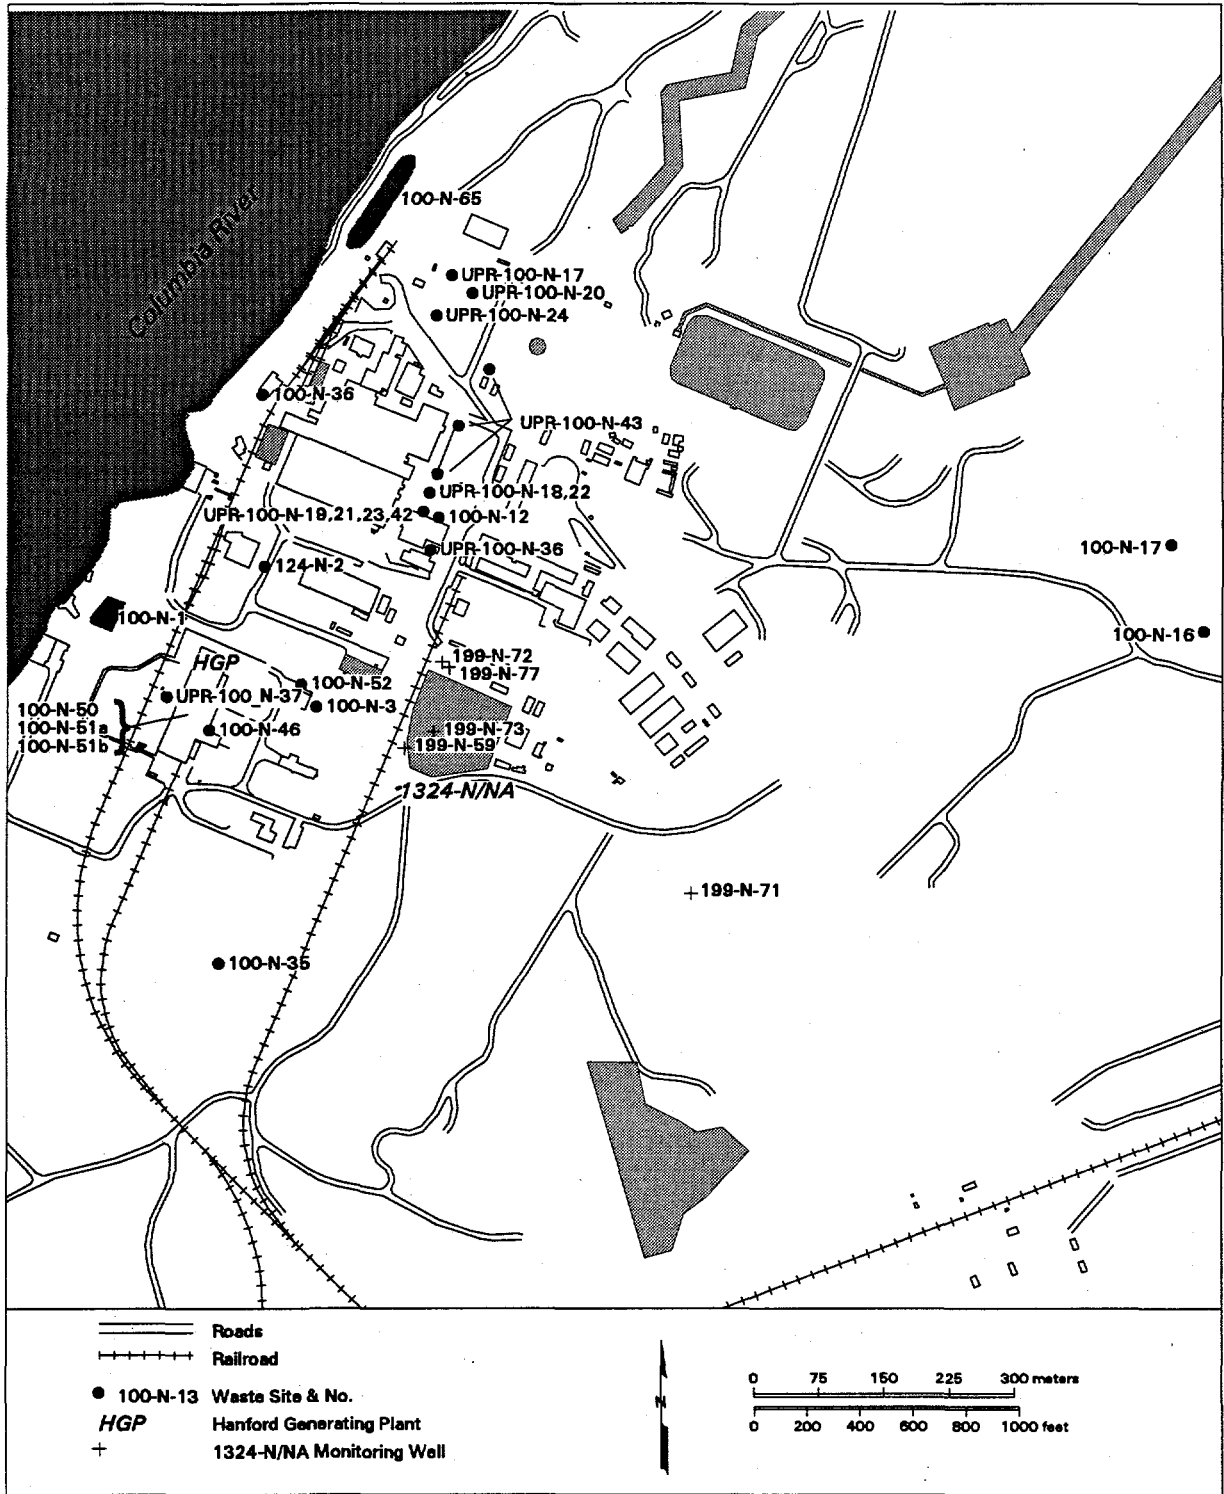 100-N-65
Columbia River
UPR-100-N-17
UPR-100-N-20
UPR-100-N-24
100-N-36
UPR-100-N-43
UPR-100-N-18,22
UPR-100-N-19,21,23,42
100-N-12
UPR-100-N-36
124-N-2
100-N-17
100-N-1
100-N-16
HGP
199-N-72
199-N-77
100-N-52
UPR-100_N-37
100-N-3
100-N-50
100-N-51a
100-N-51b
100-N-46
199-N-73
199-N-59
1324-N/NA
199-N-71
100-N-35
Roads
Railroad
100-N-13 Waste Site & No.
HGP Hanford Generating Plant
+ 1324-N/NA Monitoring Well
N
0 75 150 225 300 meters
0 200 400 600 800 1000 feet